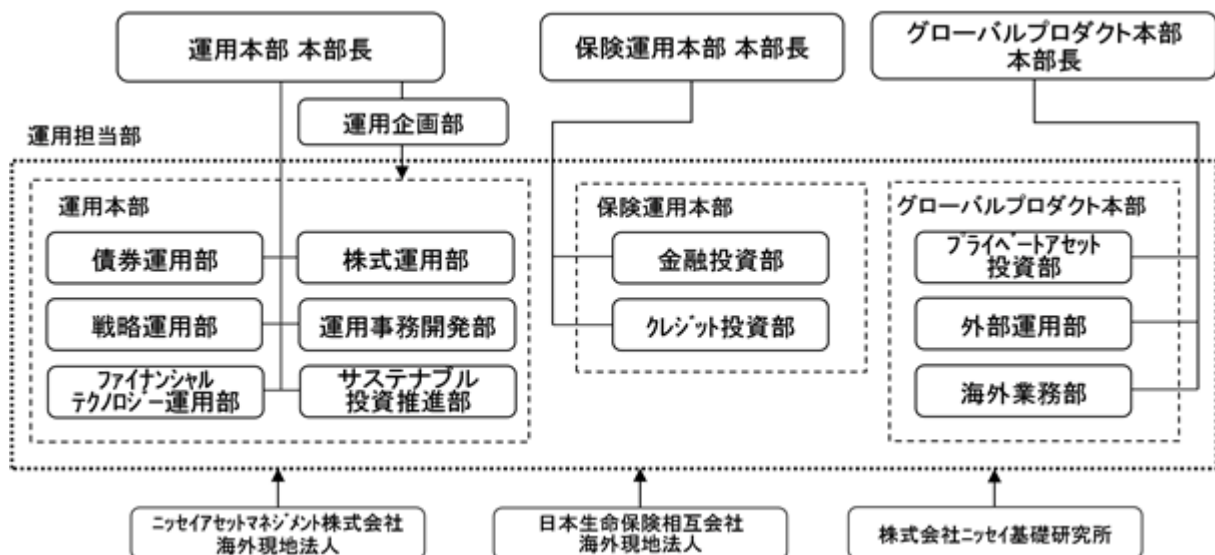 運用本部 本部長
保険運用本部 本部長
グローバルプロダクト本部
本部長
運用企画部
運用担当部
運用本部
債券運用部
株式運用部
戦略運用部
運用事務開発部
ファイナンシャル
テクノロジー運用部
サステナブル
投資推進部
保険運用本部
金融投資部
クレジット投資部
グローバルプロダクト本部
プライベートアセット
投資部
外部運用部
海外業務部
ニッセイアセットマネジメント株式会社
海外現地法人
日本生命保険相互会社
海外現地法人
株式会社ニッセイ基礎研究所